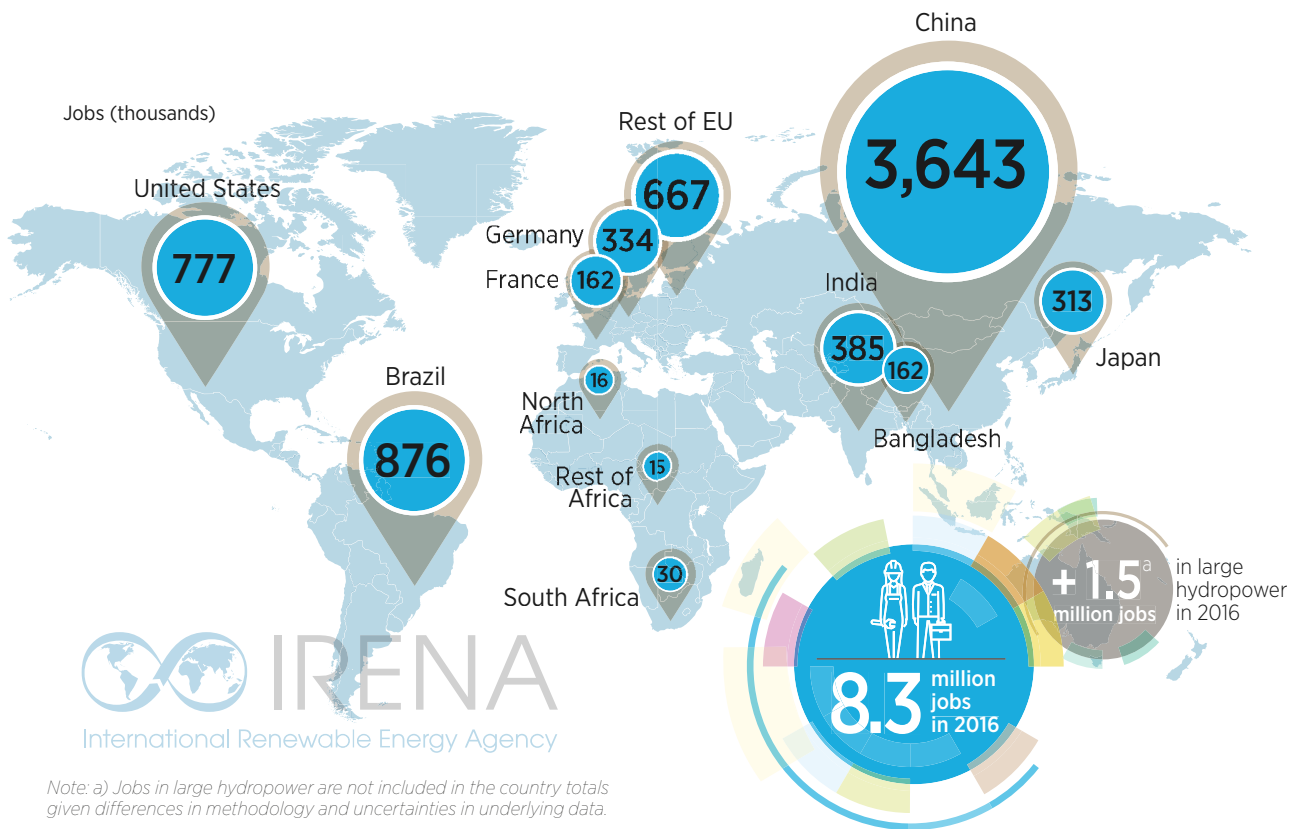 China
3,643
Jobs (thousands)
Rest of EU
667
United States
777
Germany
334
France
162
India
385
162
Bangladesh
313
Japan
Brazil
876
16
North
Africa
15
Rest of
Africa
30
South Africa
+1.5a
million jobs
in large
hydropower
in 2016
8.3
million
jobs
in 2016
IRENA
International Renewable Energy Agency
Note: a) Jobs in large hydropower are not included in the country totals
given differences in methodology and uncertainties in underlying data.